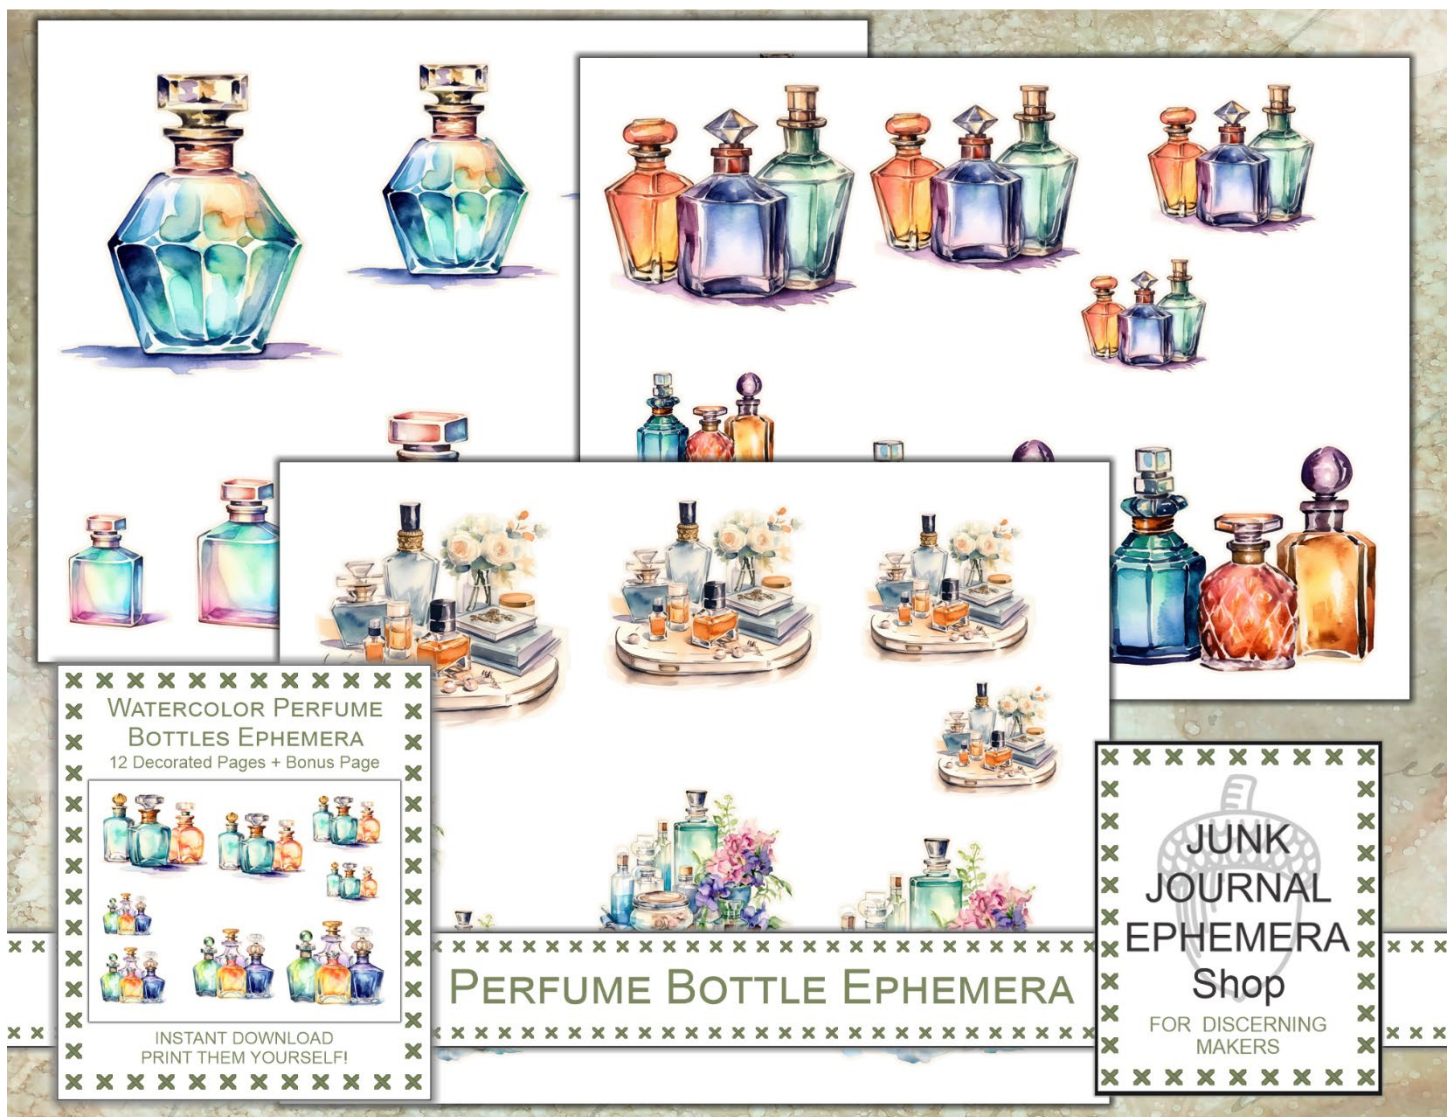 WATERCOLOR PERFUME
BOTTLES EPHEMERA
12 Decorated Pages + Bonus Page
INSTANT DOWNLOAD
PRINT THEM YOURSELF!
PERFUME BOTTLE EPHEMERA
JUNK
JOURNAL
EPHEMERA
Shop
FOR DISCERNING
MAKERS